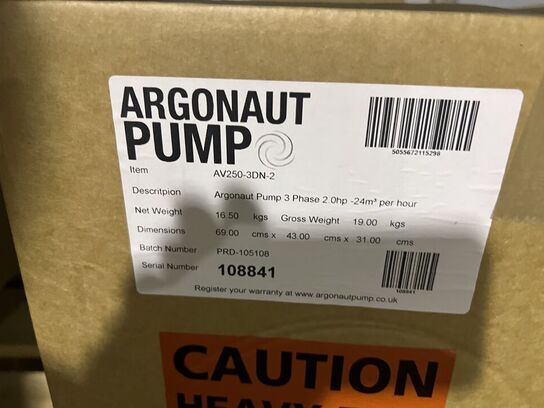 ARGONAUT
PUMP
5055672115298
Item AV250-3DN-2
Descritpion Argonaut Pump 3 Phase 2.0hp -24m³ per hour
Net Weight 16.50 kgs Gross Weight 19.00 kgs
Dimensions 69.00 cms x 43.00 cms x 31.00 cms
Batch Number PRD-105108
Serial Number 108841
108841
Register your warranty at www.argonautpump.co.uk
CAUTION
HEAVY